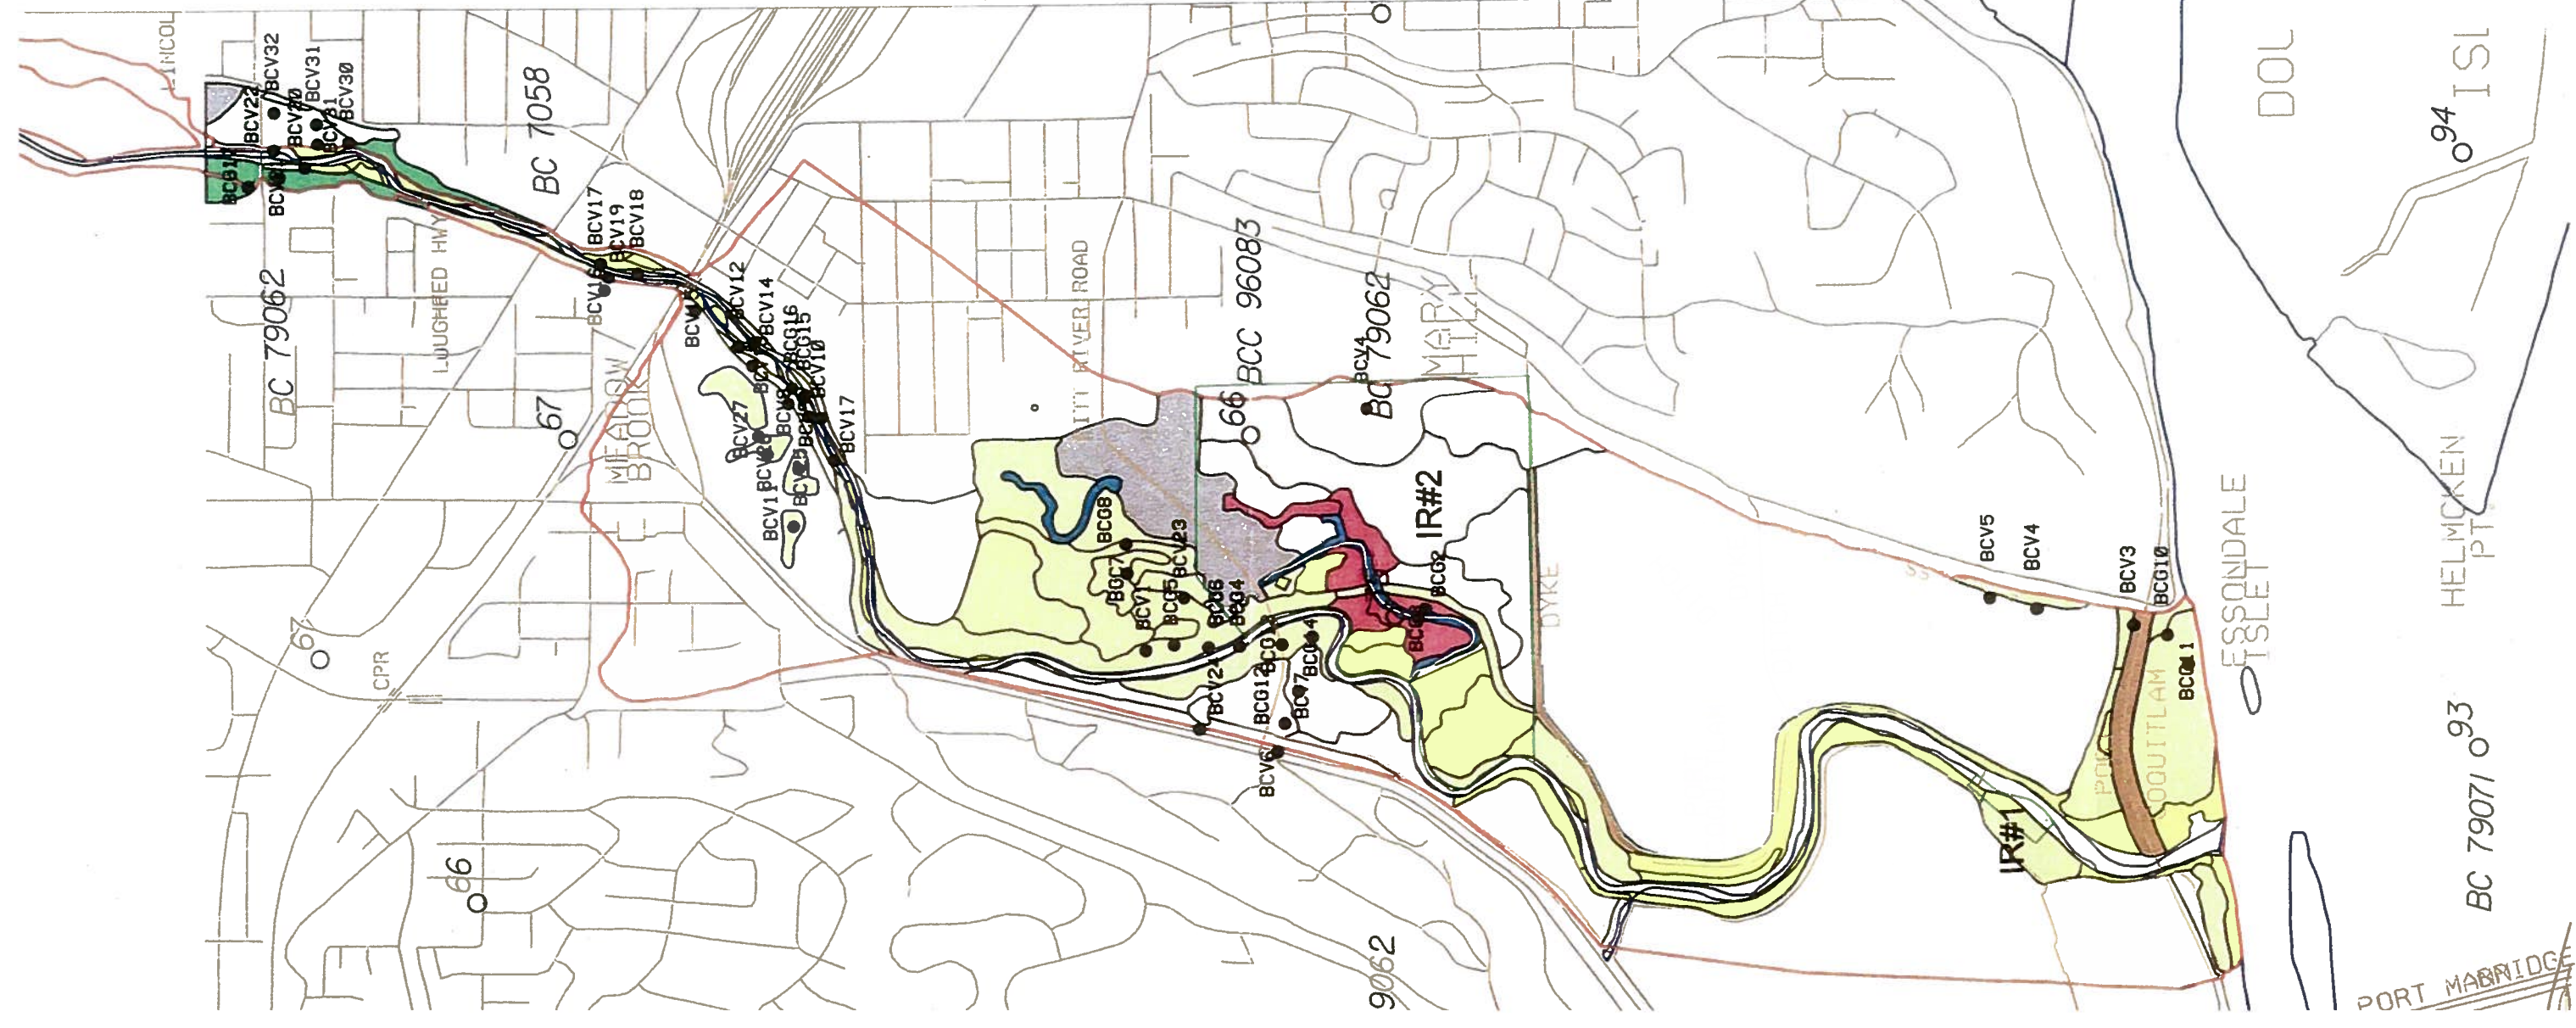 LINCOL
BCV22
BCV32
BCV20
BCV31
BCV30
BC 7058
BC 79062
LOUGHEED HWY
BCV17
BCV19
BCV18
BCV16
BCV12
BCV14
BCG16
BCG15
BCV10
BCV17
BCV27
BCV11
MEADOW
BROOK
67
67
CPR
66
PITT RIVER ROAD
BCC 96083
66
BCV4
BC 79062
MARY
HILL
IR#2
BCG8
BCV23
BCG7
BCV1
BCG5
BCG6
BCG4
BCG2
BCV24
BCG12
BCV7
BCV6
DYKE
9062
SS
BCV5
BCV4
BCV3
BCG10
BCG11
IR#1
COQUITLAM
ESSONDALE
ISLET
HELMCKEN
PT.
DOL
ISL
94
93
BC 79071
PORT MANN
BRIDGE